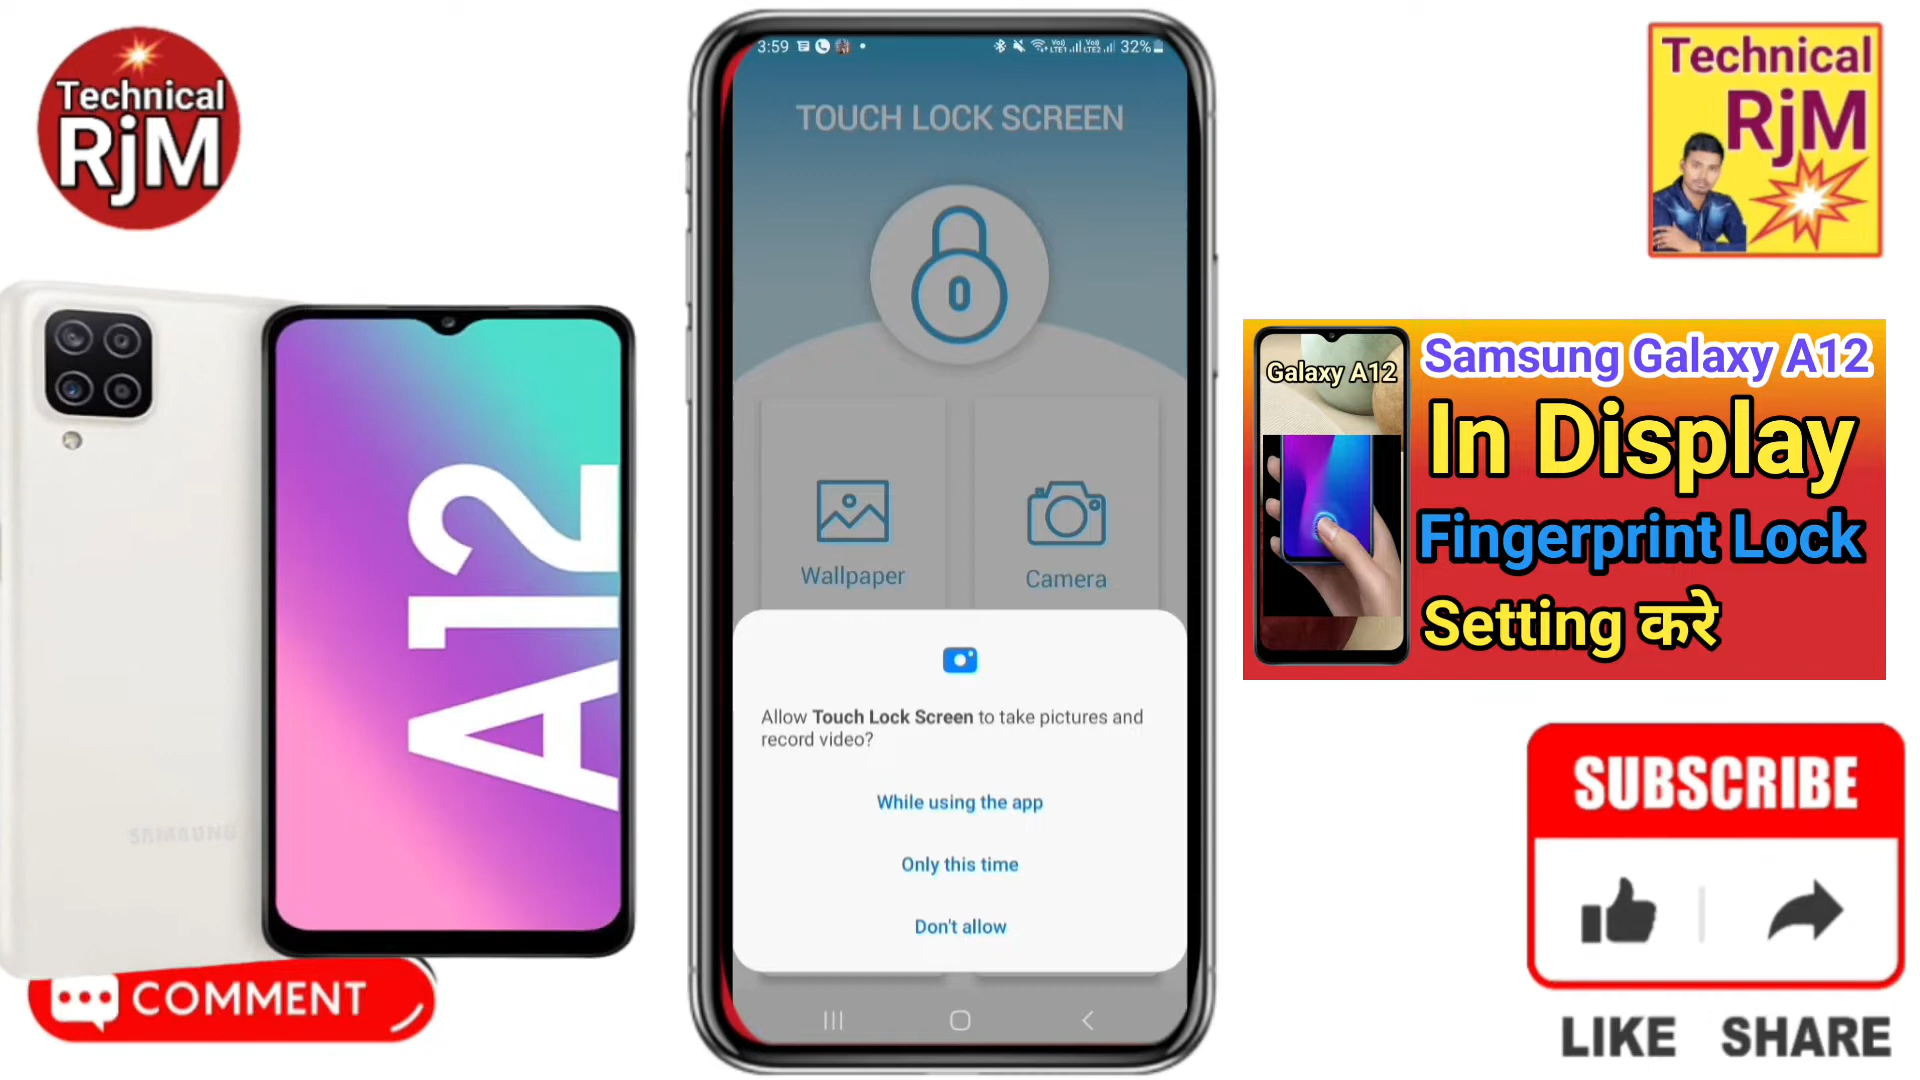 Technical
RjM
3:59
32%
TOUCH LOCK SCREEN
Wallpaper
Camera
Allow Touch Lock Screen to take pictures and
record video?
While using the app
Only this time
Don't allow
A12
SAMSUNG
COMMENT
Technical
RjM
Galaxy A12
Samsung Galaxy A12
In Display
Fingerprint Lock
Setting करे
SUBSCRIBE
LIKE SHARE